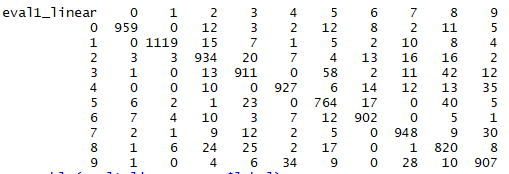 eval1_linear 0 1 2 3 4 5 6 7 8 9
0 959 0 12 3 2 12 8 2 11 5
1 0 1119 15 7 1 5 2 10 8 4
2 3 3 934 20 7 4 13 16 16 2
3 1 0 13 911 0 58 2 11 42 12
4 0 0 10 0 927 6 14 12 13 35
5 6 2 1 23 0 764 17 0 40 5
6 7 4 10 3 7 12 902 0 5 1
7 2 1 9 12 2 5 0 948 9 30
8 1 6 24 25 2 17 0 1 820 8
9 1 0 4 6 34 9 0 28 10 907